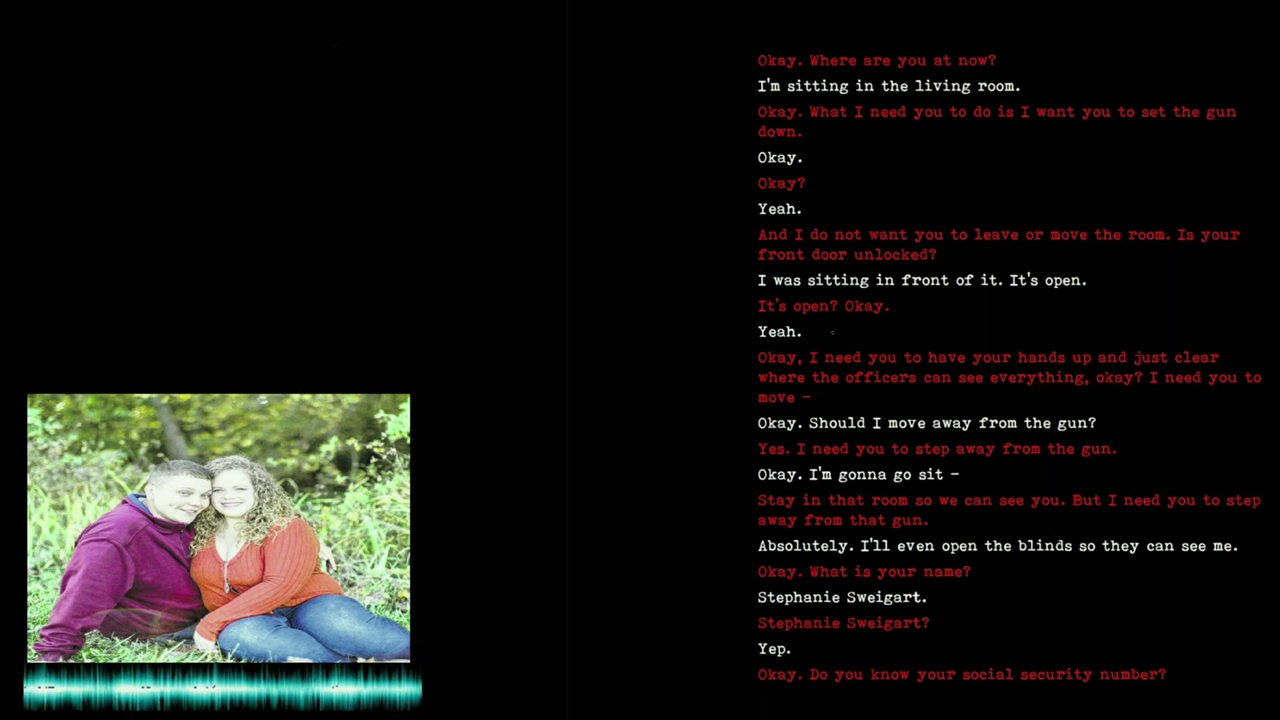 Okay. Where are you at now?
I'm sitting in the living room.
Okay. What I need you to do is I want you to set the gun
down.
Okay.
Okay?
Yeah.
And I do not want you to leave or move the room. Is your
front door unlocked?
I was sitting in front of it. It's open.
It's open? Okay.
Yeah.
Okay, I need you to have your hands up and just clear
where the officers can see everything, okay? I need you to
move –
Okay. Should I move away from the gun?
Yes. I need you to step away from the gun.
Okay. I'm gonna go sit –
Stay in that room so we can see you. But I need you to step
away from that gun.
Absolutely. I'll even open the blinds so they can see me.
Okay. What is your name?
Stephanie Sweigart.
Stephanie Sweigart?
Yep.
Okay. Do you know your social security number?